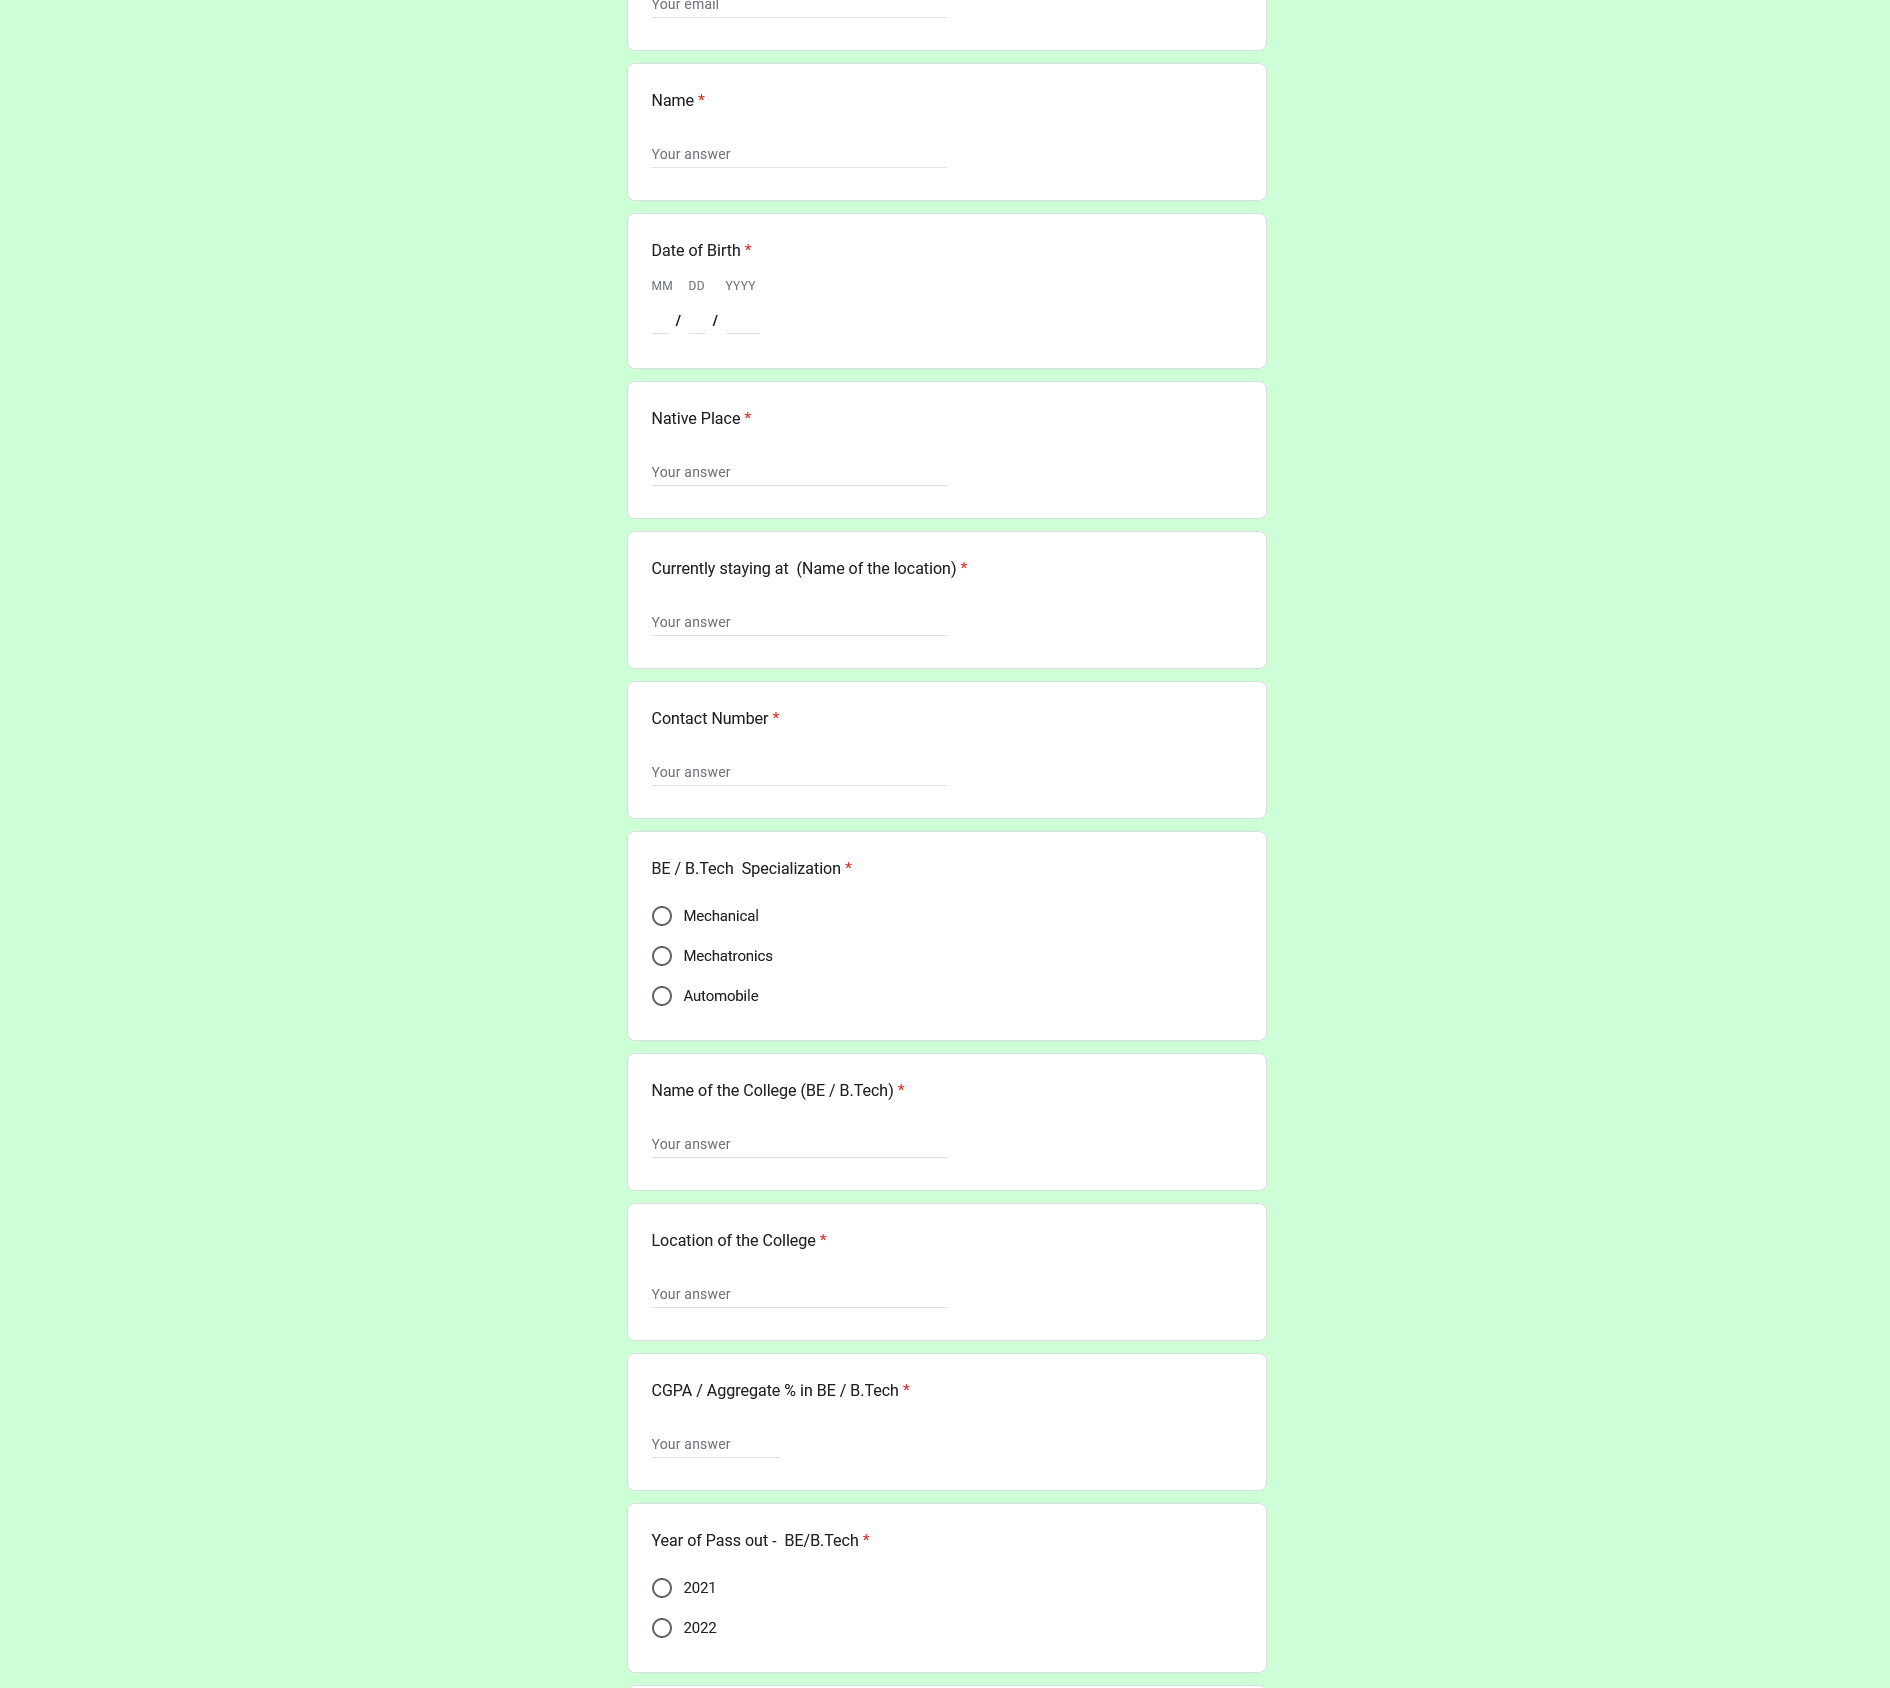 Your email
Name *
Your answer
Date of Birth *
MM DD YYYY
/ /
Native Place *
Your answer
Currently staying at  (Name of the location) *
Your answer
Contact Number *
Your answer
BE / B.Tech  Specialization *
Mechanical
Mechatronics
Automobile
Name of the College (BE / B.Tech) *
Your answer
Location of the College *
Your answer
CGPA / Aggregate % in BE / B.Tech *
Your answer
Year of Pass out -  BE/B.Tech *
2021
2022